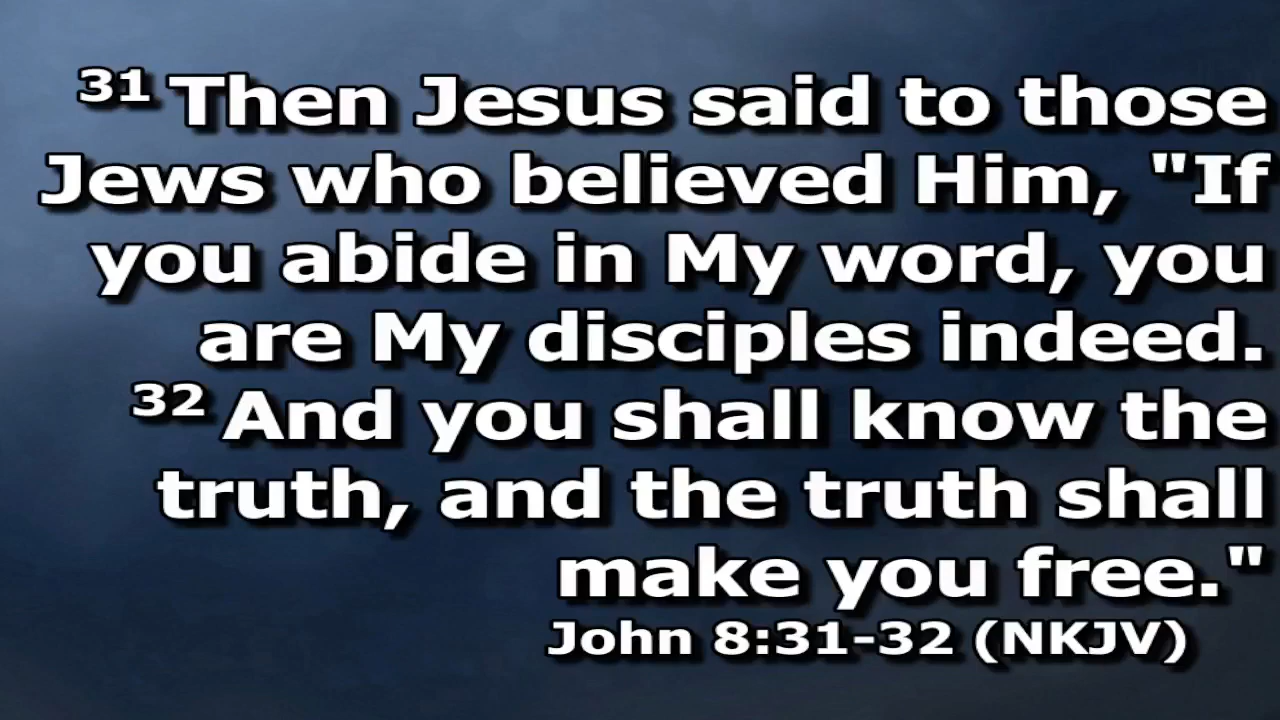 31 Then Jesus said to those
Jews who believed Him, "If
you abide in My word, you
are My disciples indeed.
32 And you shall know the
truth, and the truth shall
make you free."
John 8:31-32 (NKJV)